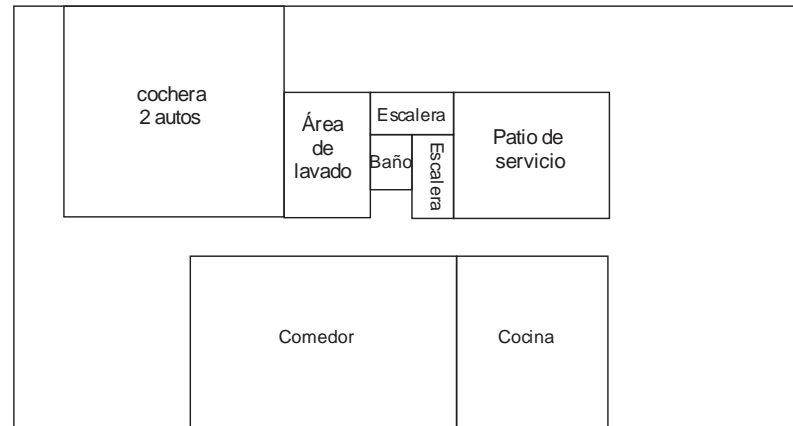 cochera
2 autos
Área
de
lavado
Escalera
Baño
Escalera
Patio de
servicio
Comedor
Cocina